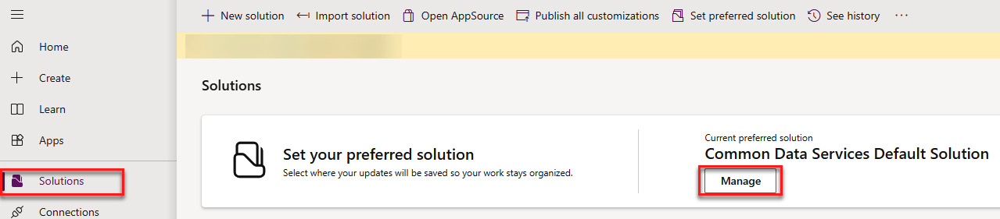 New solution Import solution Open AppSource Publish all customizations Set preferred solution See history ...
Home
Create
Learn
Apps
Solutions
Connections
Solutions
Set your preferred solution
Select where your updates will be saved so your work stays organized.
Current preferred solution
Common Data Services Default Solution
Manage